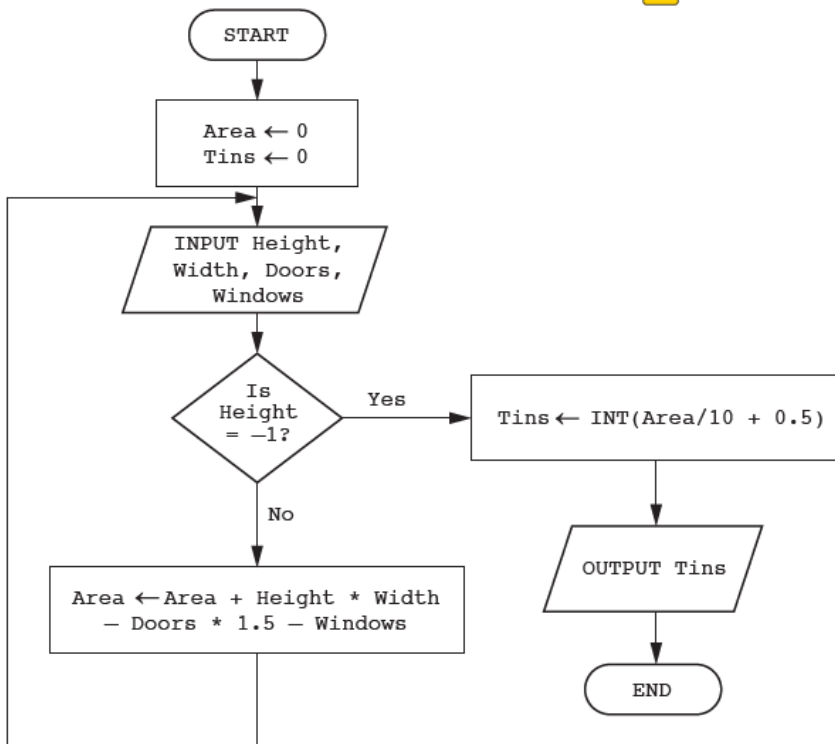 START
Area ← 0
Tins ← 0
INPUT Height,
Width, Doors,
Windows
Is
Height
= –1?
Yes
Tins ← INT(Area/10 + 0.5)
No
Area ← Area + Height * Width
– Doors * 1.5 – Windows
OUTPUT Tins
END